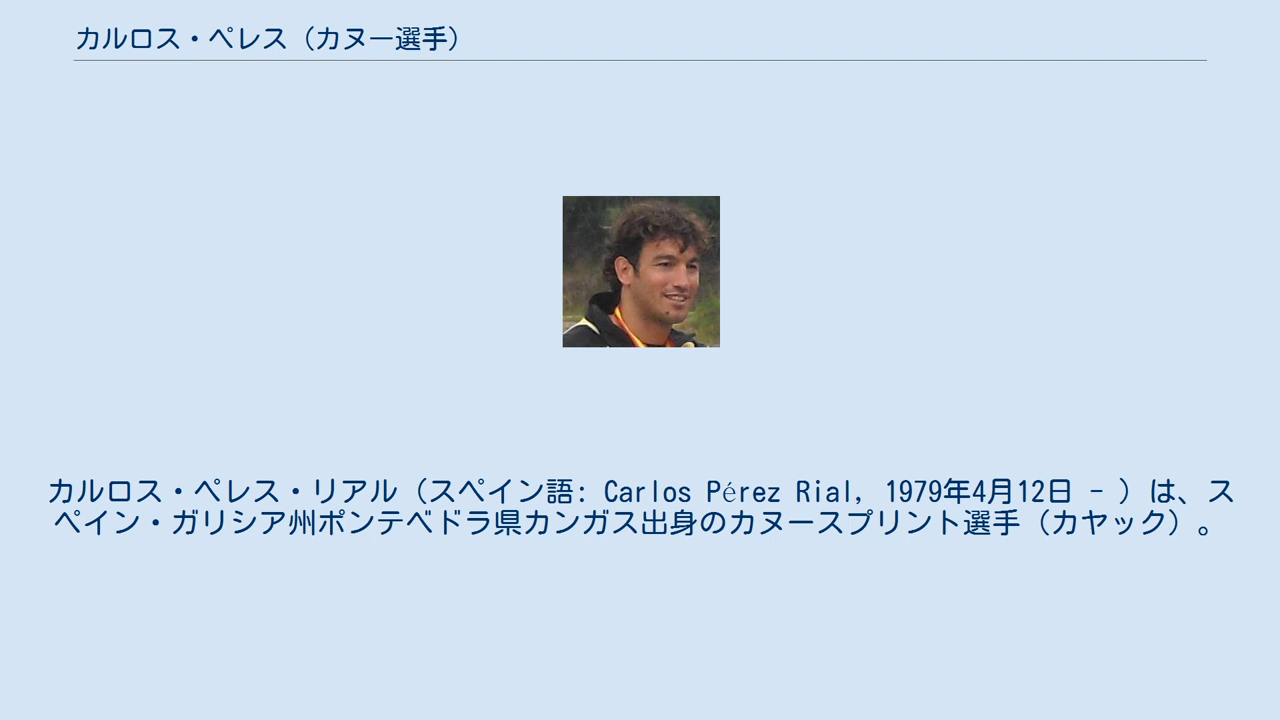 カルロス・ペレス（カヌー選手）
カルロス・ペレス・リアル（スペイン語: Carlos Pérez Rial, 1979年4月12日 - ）は、ス
ペイン・ガリシア州ポンテベドラ県カンガス出身のカヌースプリント選手（カヤック）。